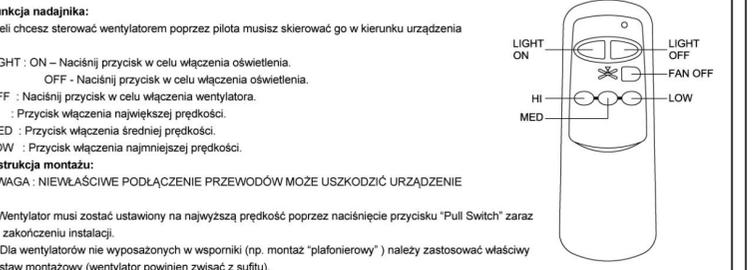 nkcja nadajnika:
eli chcesz sterować wentylatorem poprzez pilota musisz skierować go w kierunku urządzenia
GHT : ON – Naciśnij przycisk w celu włączenia oświetlenia.
OFF - Naciśnij przycisk w celu włączenia oświetlenia.
FF : Naciśnij przycisk w celu włączenia wentylatora.
: Przycisk włączenia największej prędkości.
ED : Przycisk włączenia średniej prędkości.
OW : Przycisk włączenia najmniejszej prędkości.
strukcja montażu:
WAGA : NIEWŁAŚCIWE PODŁĄCZENIE PRZEWODÓW MOŻE USZKODZIĆ URZĄDZENIE
Wentylator musi zostać ustawiony na najwyższą prędkość poprzez naciśnięcie przycisku “Pull Switch” zaraz
zakończeniu instalacji.
Dla wentylatorów nie wyposażonych w wsporniki (np. montaż “plafonierowy” ) należy zastosować właściwy
staw montażowy (wentylator powinien zwisać z sufitu).
LIGHT
ON
LIGHT
OFF
FAN OFF
HI
LOW
MED